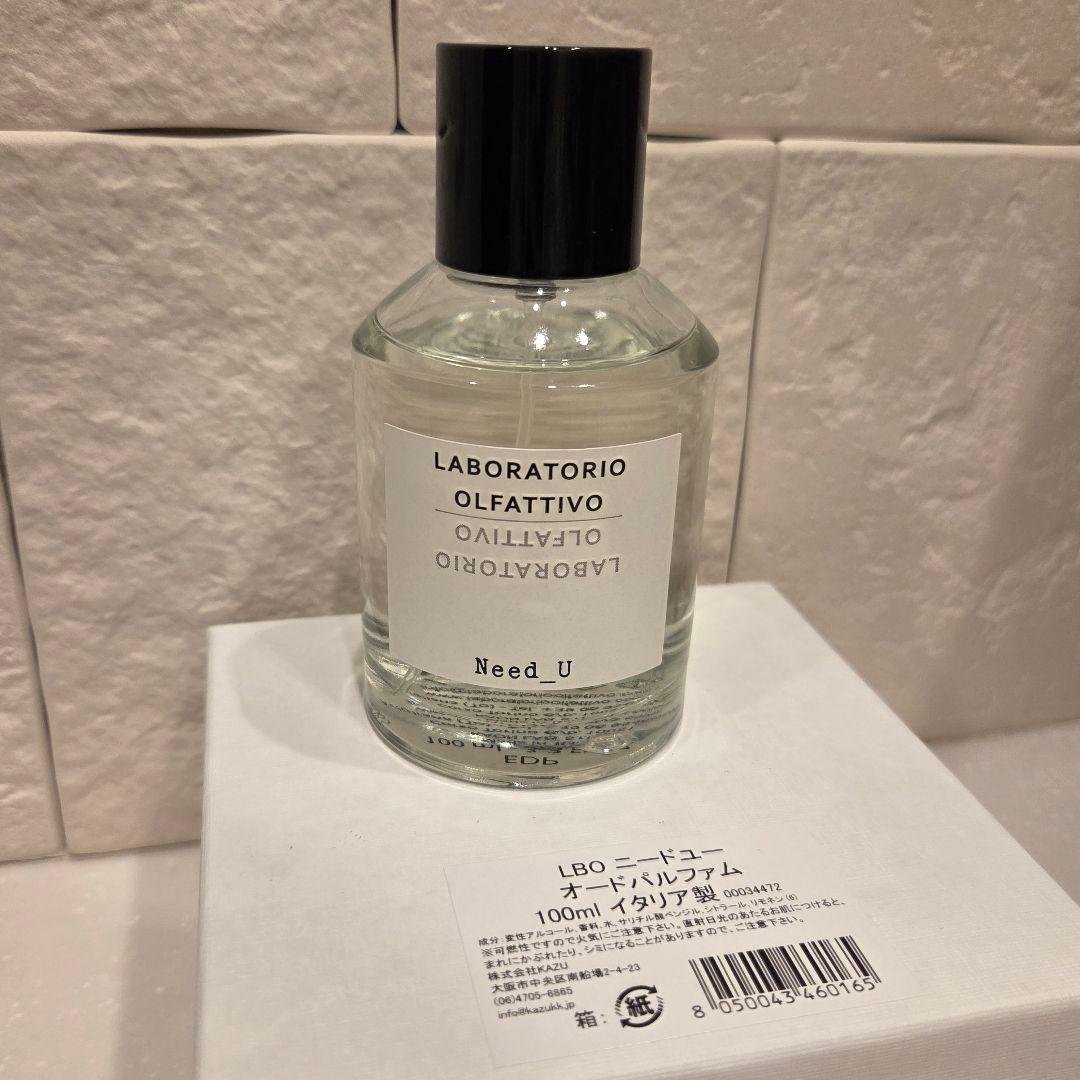 LABORATORIO
OLFATTIVO
OLFATTIVO
LABORATORIO
Need_U
100 ml
EDP
LBO ニードユー
オードパルファム
100ml イタリア製 00034472
成分:変性アルコール、香料、水、サリチル酸ベンジル、シトラール、リモネン (6)
※可燃性ですので火気にご注意下さい。直射日光のあたるお肌につけると、
まれにかぶれたり、シミになることがありますので、ご注意下さい。
株式会社KAZU
大阪市中央区南船場2-4-23
(06)4705-6865
info@kazukk.jp
箱: 紙
8 050043 460165